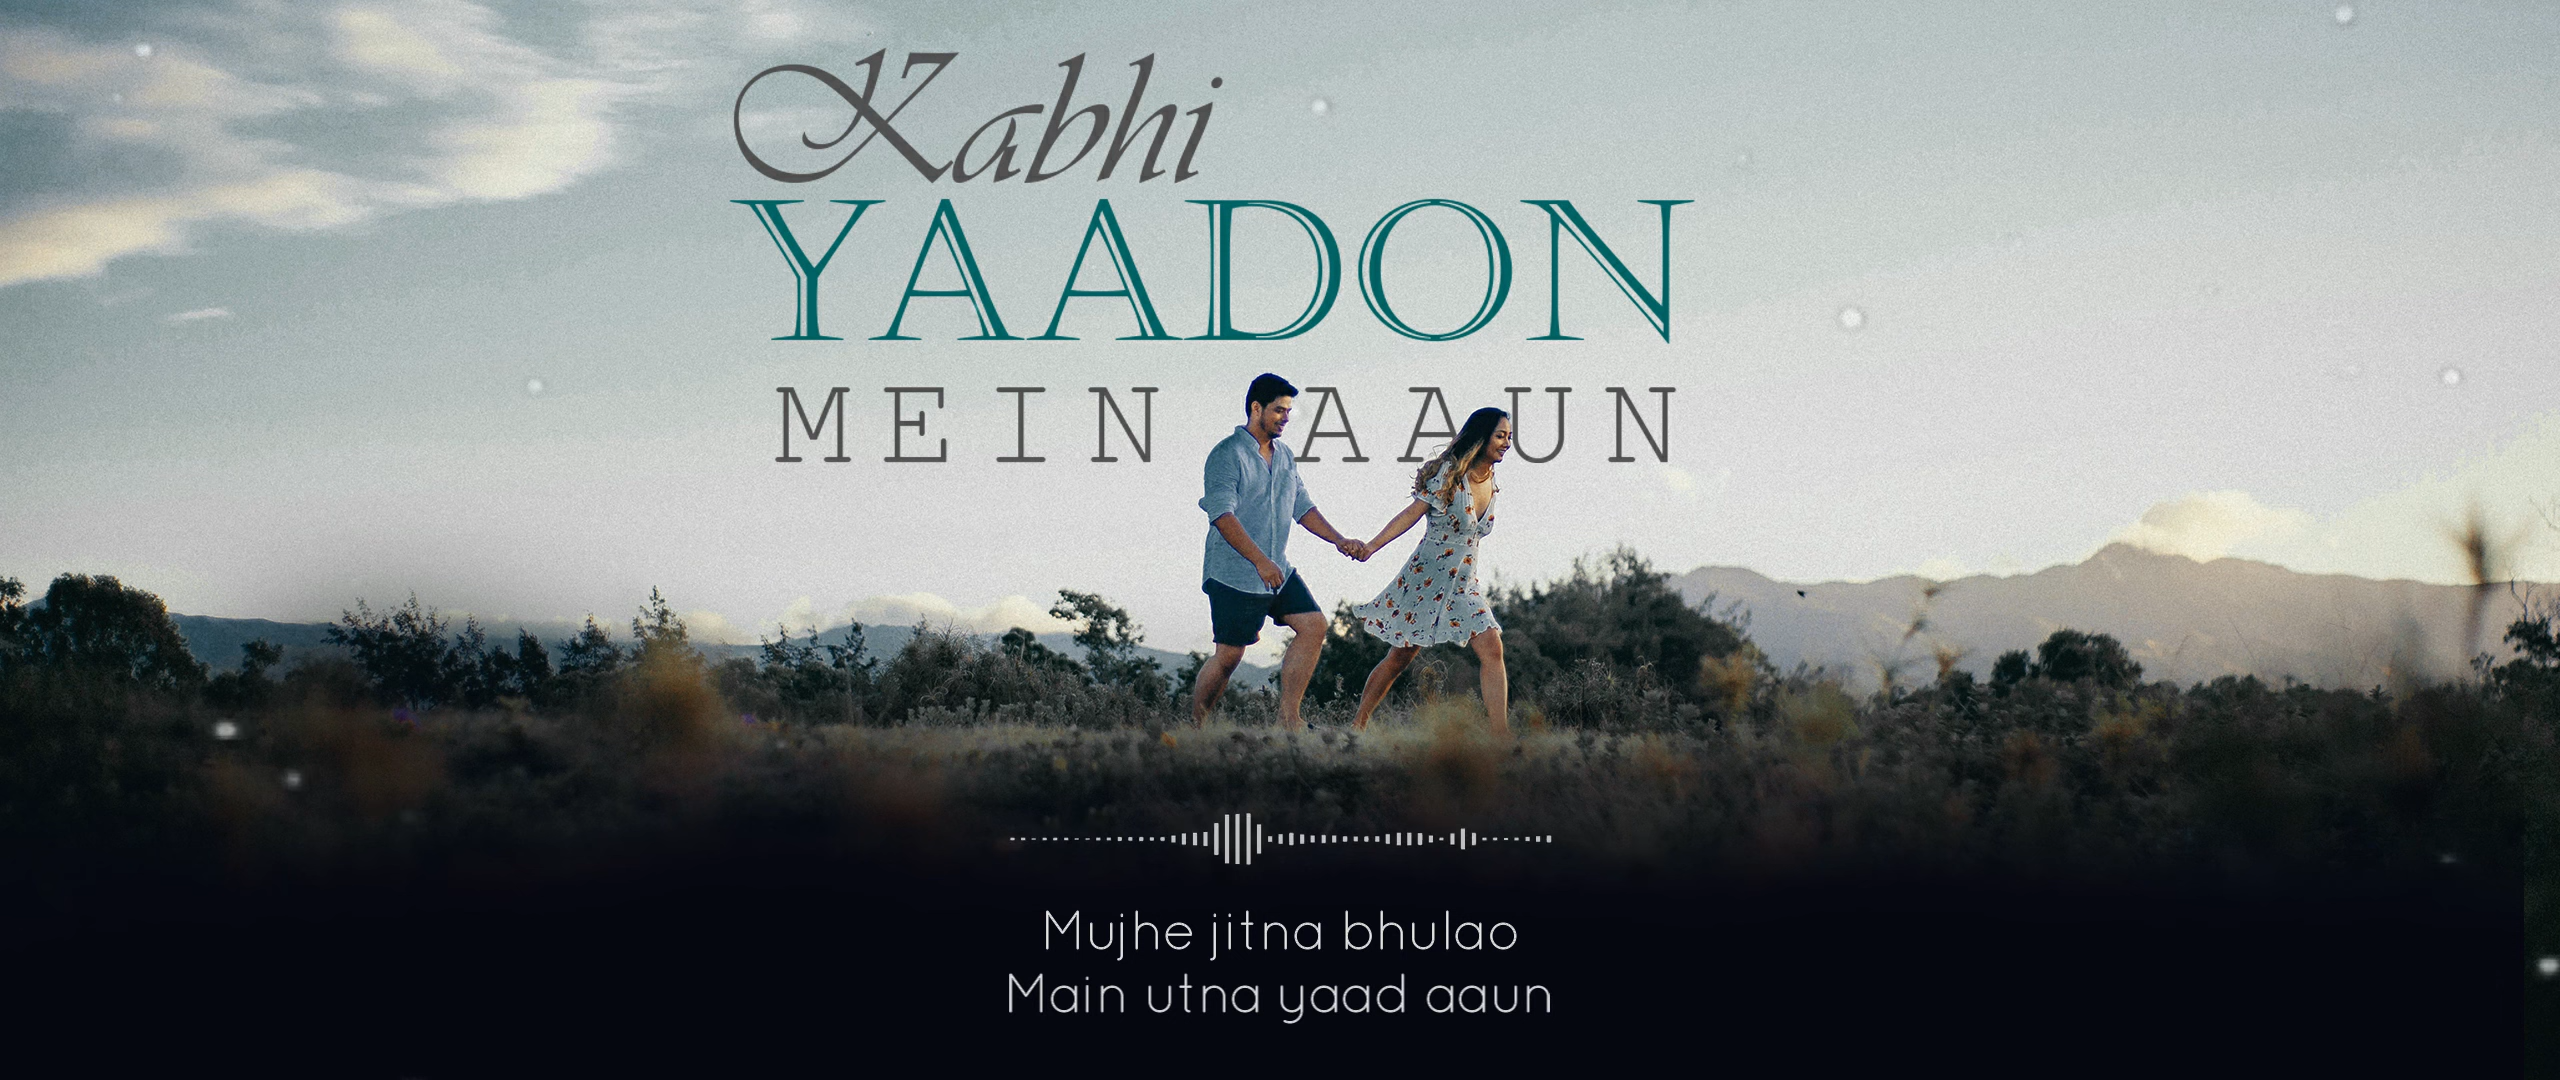 Kabhi
YAADON
MEIN AAUN
Mujhe jitna bhulao
Main utna yaad aaun